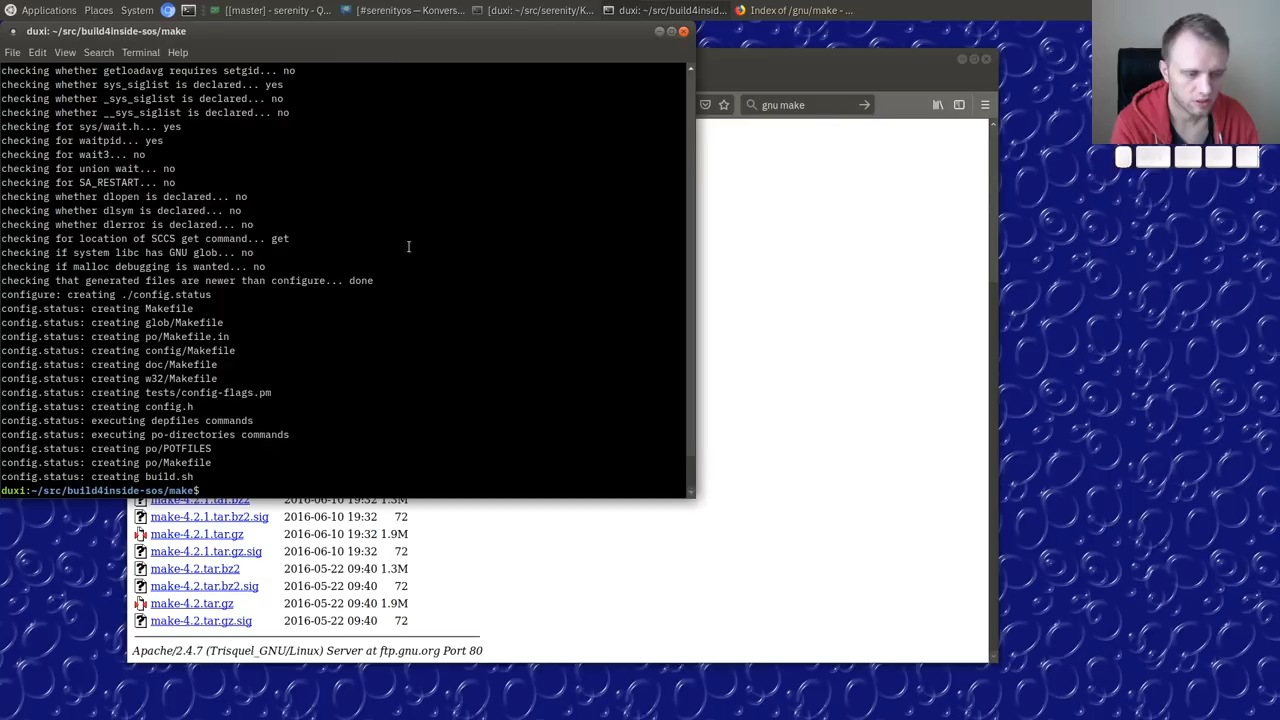 Applications Places System [[master] - serenity - Q... [#serenityos] - Konvers... [duxi: ~/src/serenity/K... duxi: ~/src/build4insid... Index of /gnu/make - ...
duxi: ~/src/build4inside-sos/make
File Edit View Search Terminal Help
checking whether getloadavg requires setgid... no
checking whether sys_siglist is declared... yes
checking whether _sys_siglist is declared... no
checking whether __sys_siglist is declared... no
checking for sys/wait.h... yes
checking for waitpid... yes
checking for wait3... no
checking for union wait... no
checking for SA_RESTART... no
checking whether dlopen is declared... no
checking whether dlsym is declared... no
checking whether dlerror is declared... no
checking for location of SCCS get command... get
checking if system libc has GNU glob... no
checking if malloc debugging is wanted... no
checking that generated files are newer than configure... done
configure: creating ./config.status
config.status: creating Makefile
config.status: creating glob/Makefile
config.status: creating po/Makefile.in
config.status: creating config/Makefile
config.status: creating doc/Makefile
config.status: creating w32/Makefile
config.status: creating tests/config-flags.pm
config.status: creating config.h
config.status: executing depfiles commands
config.status: executing po-directories commands
config.status: creating po/POTFILES
config.status: creating po/Makefile
config.status: creating build.sh
duxi:~/src/build4inside-sos/make$
gnu make
make-4.2.1.tar.bz2 2016-06-10 19:32 1.3M
make-4.2.1.tar.bz2.sig 2016-06-10 19:32 72
make-4.2.1.tar.gz 2016-06-10 19:32 1.9M
make-4.2.1.tar.gz.sig 2016-06-10 19:32 72
make-4.2.tar.bz2 2016-05-22 09:40 1.3M
make-4.2.tar.bz2.sig 2016-05-22 09:40 72
make-4.2.tar.gz 2016-05-22 09:40 1.9M
make-4.2.tar.gz.sig 2016-05-22 09:40 72
Apache/2.4.7 (Trisquel_GNU/Linux) Server at ftp.gnu.org Port 80